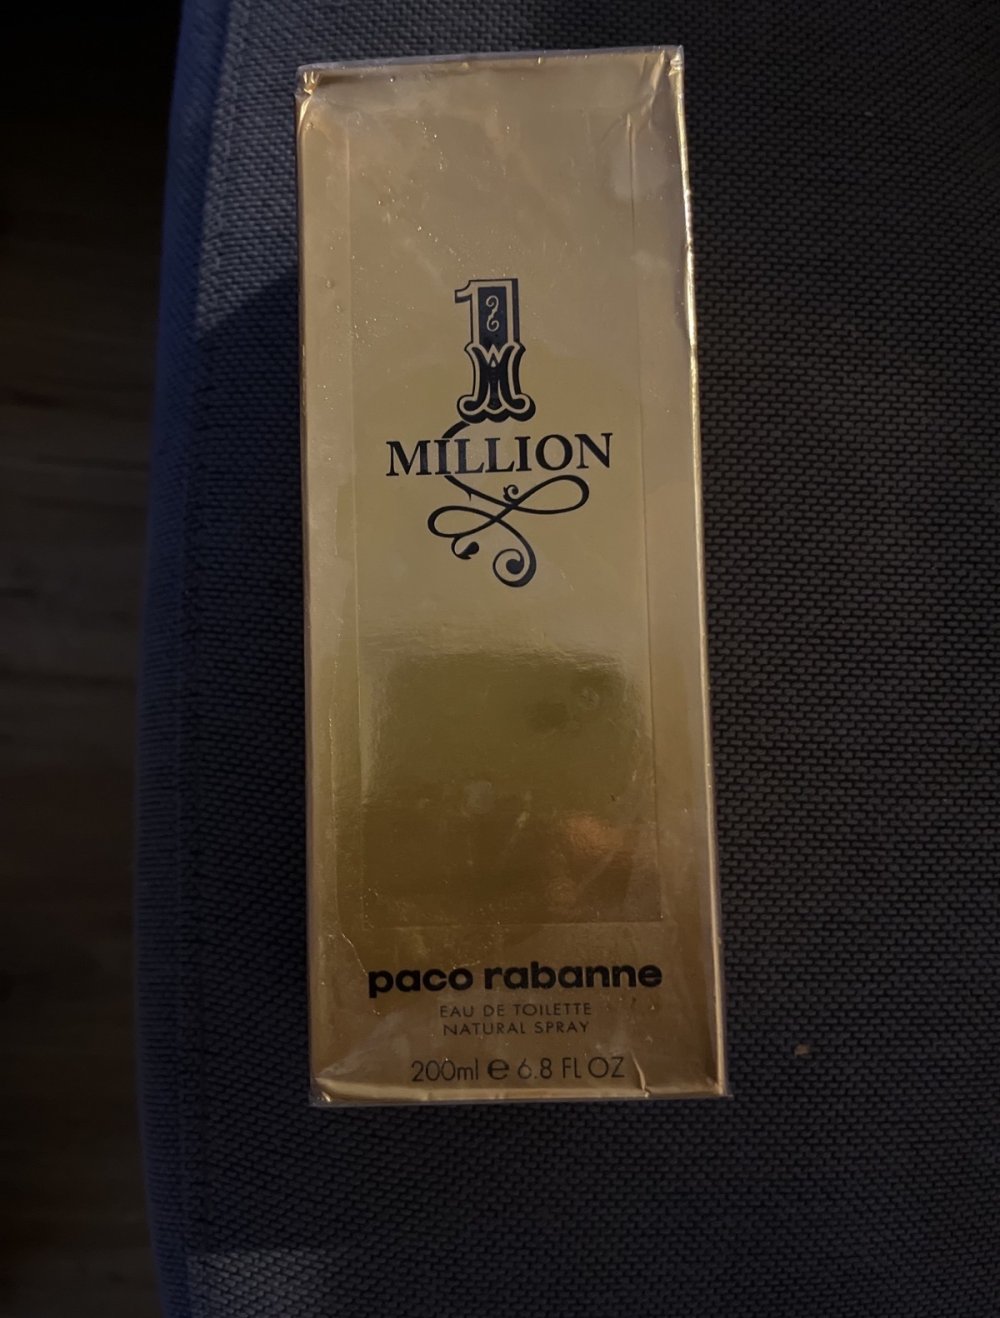 1
MILLION
paco rabanne
EAU DE TOILETTE
NATURAL SPRAY
200ml e 6.8 FL OZ